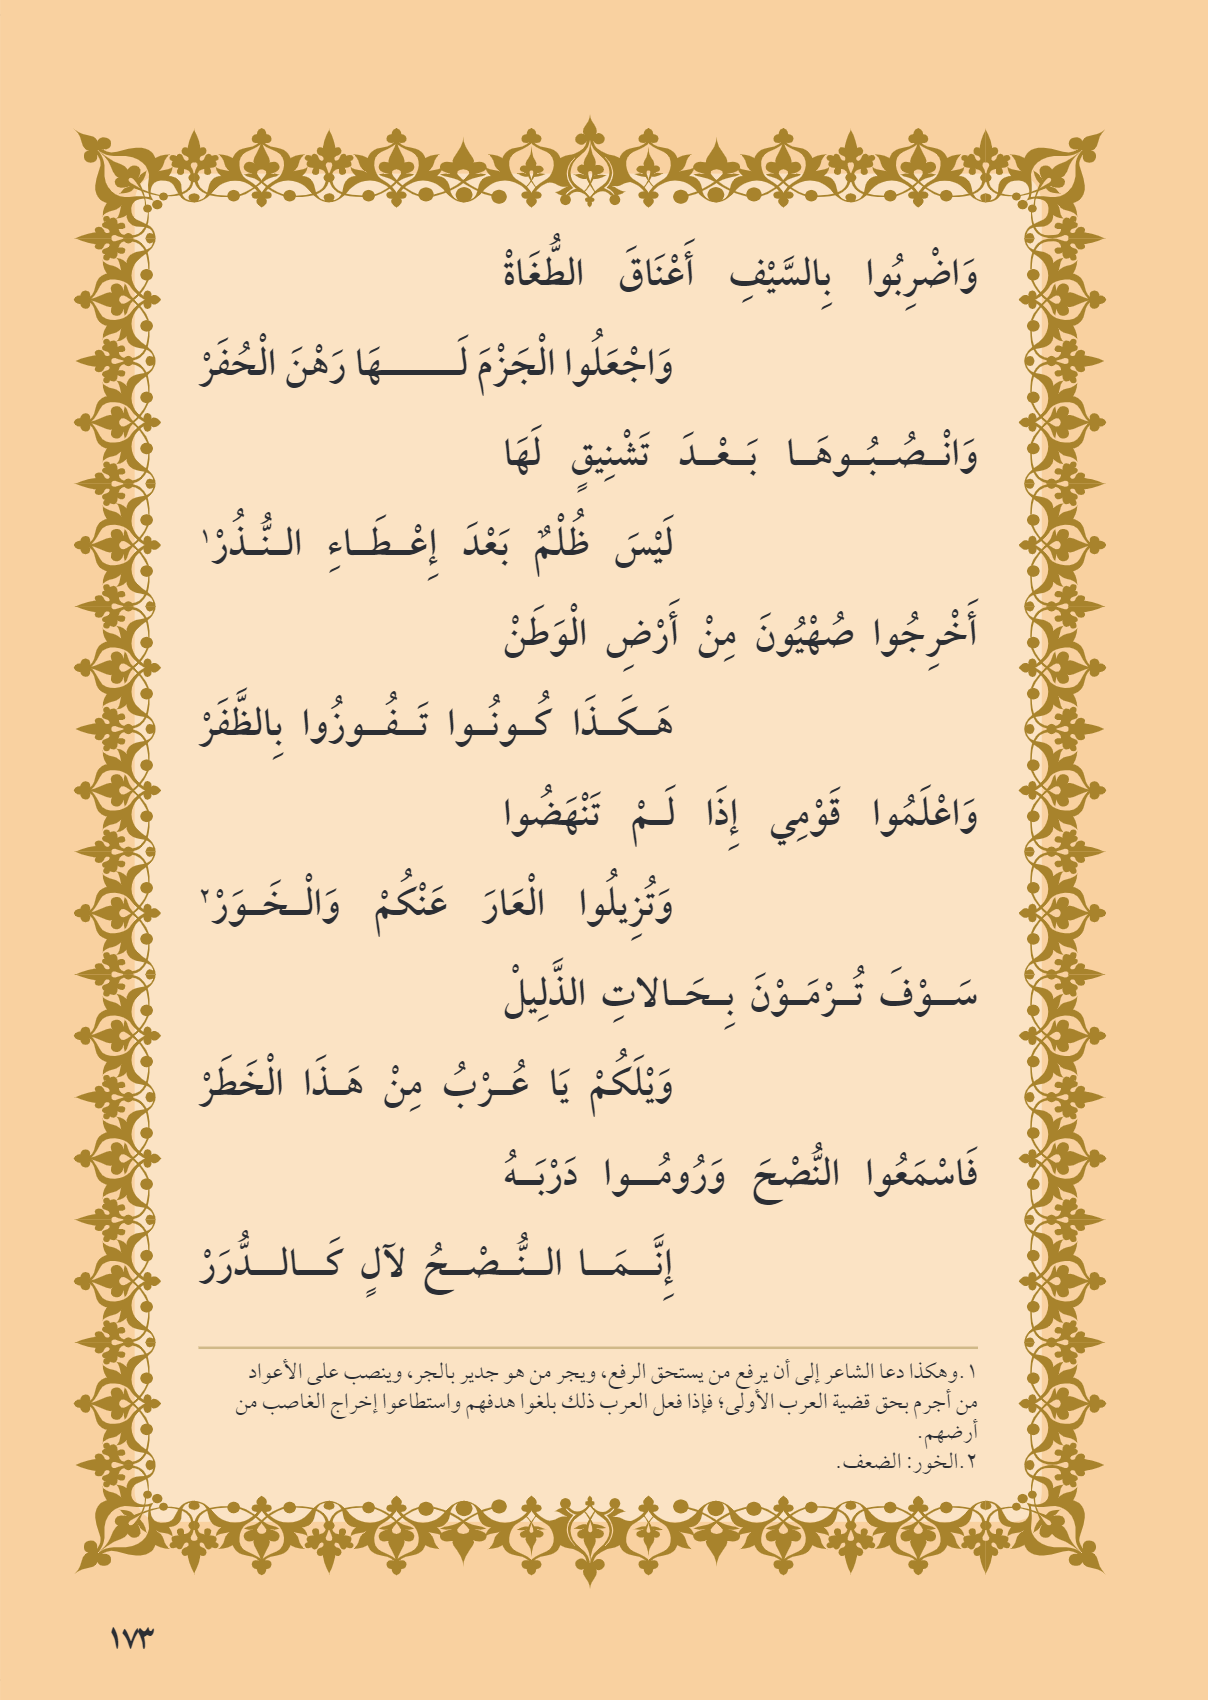 وَاضْرِبُوا بِالسَّيْفِ أَعْنَاقَ الطُّغَاةْ
وَاجْعَلُوا الْجَزْمَ لَهَا رَهْنَ الْحُفَرْ
وَانْصُبُوهَا بَعْدَ تَشْنِيقٍ لَهَا
لَيْسَ ظُلْمٌ بَعْدَ إِعْطَاءِ النُّذُرْ١
أَخْرِجُوا صُهْيُونَ مِنْ أَرْضِ الْوَطَنْ
هَكَذَا كُونُوا تَفُوزُوا بِالظَّفَرْ
وَاعْلَمُوا قَوْمِي إِذَا لَمْ تَنْهَضُوا
وَتُزِيلُوا الْعَارَ عَنْكُمْ وَالْخَوَرْ٢
سَوْفَ تُرْمَوْنَ بِحَالاتِ الذَّلِيلْ
وَيْلَكُمْ يَا عُرْبُ مِنْ هَذَا الْخَطَرْ
فَاسْمَعُوا النُّصْحَ وَرُومُوا دَرْبَهُ
إِنَّمَا النُّصْحُ لآلٍ كَالدُّرَرْ
١.وهكذا دعا الشاعر إلى أن يرفع من يستحق الرفع، ويجر من هو جدير بالجر، وينصب على الأعواد
من أجرم بحق قضية العرب الأولى؛ فإذا فعل العرب ذلك بلغوا هدفهم واستطاعوا إخراج الغاصب من
أرضهم.
٢.الخور: الضعف.
١٧٣